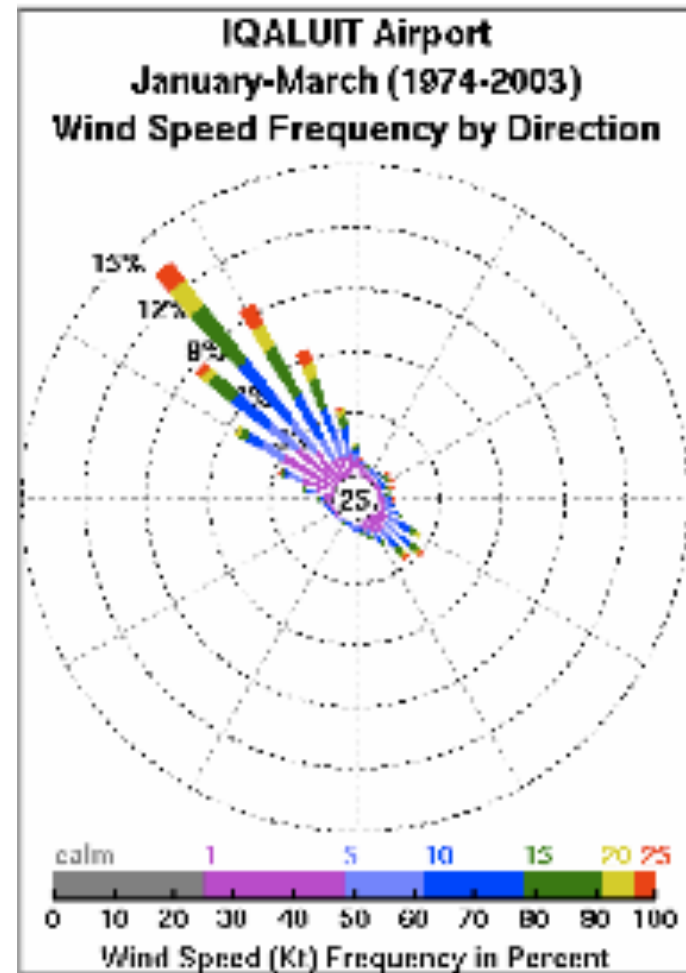 IQALUIT Airport
January-March (1974-2003)
Wind Speed Frequency by Direction
15%
12%
8%
25
calm 1 5 10 15 20 25
0 10 20 30 40 50 60 70 80 90 100
Wind Speed (Kt) Frequency in Percent